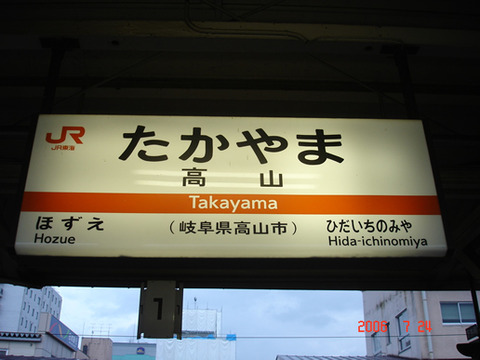 JR
JR東海
たかやま
高山
Takayama
ほずえ
Hozue
(岐阜県高山市)
ひだいちのみや
Hida-ichinomiya
1
2006 7 24